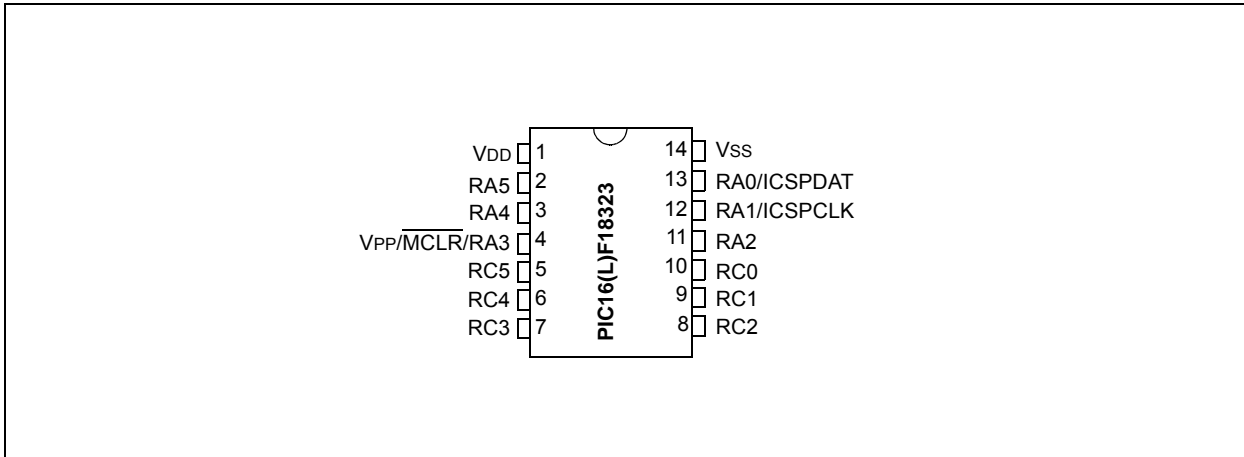 VDD 1 14 VSS
RA5 2 13 RA0/ICSPDAT
RA4 3 12 RA1/ICSPCLK
VPP/MCLR/RA3 4 11 RA2
RC5 5 10 RC0
RC4 6 9 RC1
RC3 7 8 RC2
PIC16(L)F18323